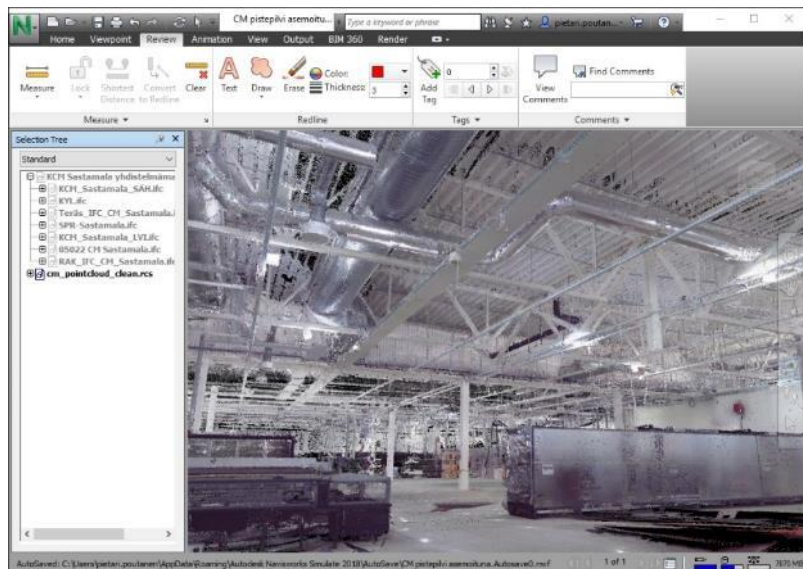 CM pistepilvi asemoitu...
Type a keyword or phrase
pietari.poutan...
Home Viewpoint Review Animation View Output BIM 360 Render
Measure
Lock
Shortest Distance
Convert to Redline
Clear
Text
Draw
Erase
Color:
Thickness: 3
Add Tag
0
View Comments
Find Comments
Measure
Redline
Tags
Comments
Selection Tree
Standard
KCM Sastamala yhdistelmäma
KCM_Sastamala_SÄH.ifc
KYL.ifc
Teräs_IFC_CM_Sastamala.i
SPR-Sastamala.ifc
KCM_Sastamala_LVI.ifc
05022 CM Sastamala.ifc
RAK_IFC_CM_Sastamala.ifc
cm_pointcloud_clean.rcs
AutoSaved: C:\Users\pietari.poutanen\AppData\Roaming\Autodesk Navisworks Simulate 2018\AutoSave\CM pistepilvi asemoituna.Autosave0.nwf
1 of 1